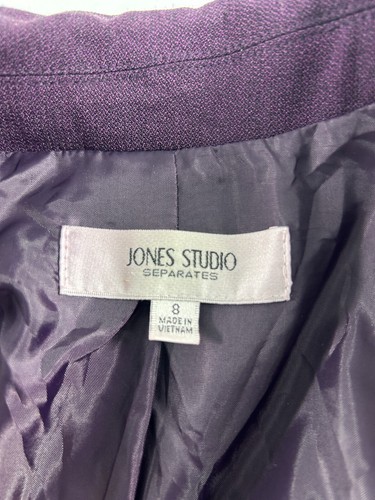 JONES STUDIO
SEPARATES
8
MADE IN
VIETNAM